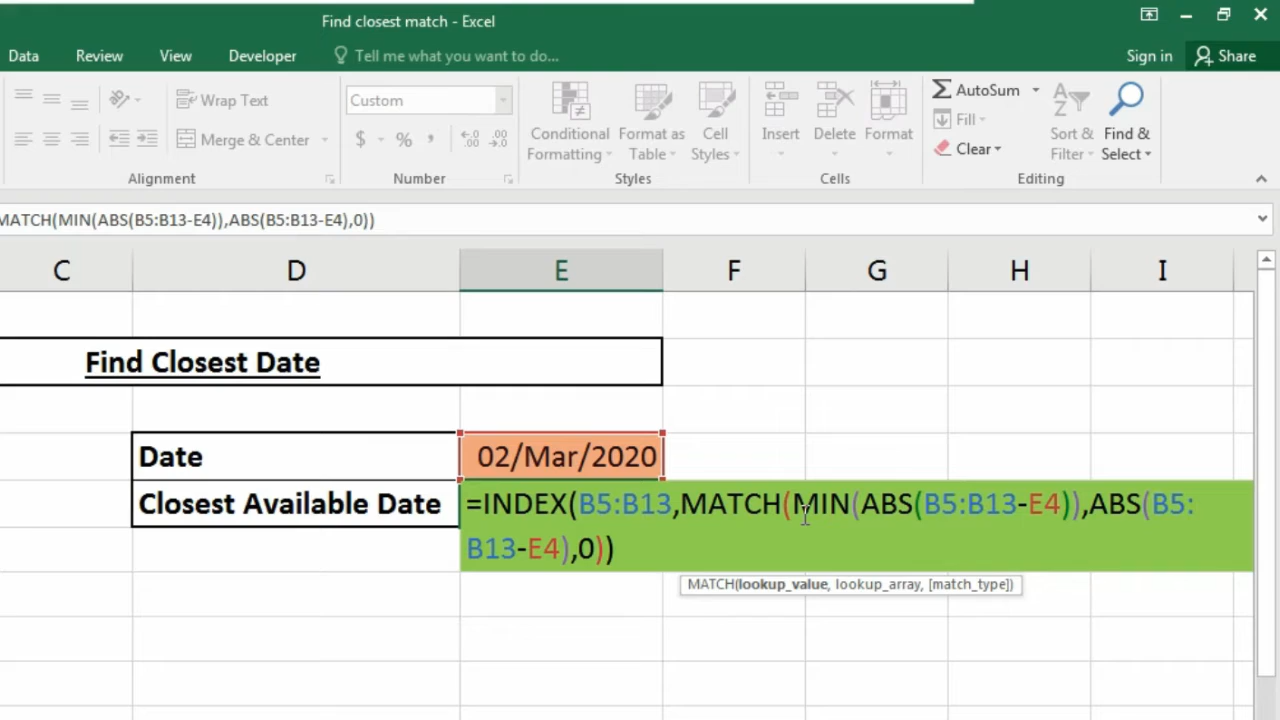 Find closest match - Excel
Data Review View Developer Tell me what you want to do... Sign in Share
Wrap Text Custom AutoSum
Fill
$ % , Merge & Center Conditional Formatting Format as Table Cell Styles Insert Delete Format Clear Sort & Filter Find & Select
Alignment Number Styles Cells Editing
MATCH(MIN(ABS(B5:B13-E4)),ABS(B5:B13-E4),0))
C D E F G H I
Find Closest Date
Date 02/Mar/2020
Closest Available Date =INDEX(B5:B13,MATCH(MIN(ABS(B5:B13-E4)),ABS(B5:
B13-E4),0))
MATCH(lookup_value, lookup_array, [match_type])